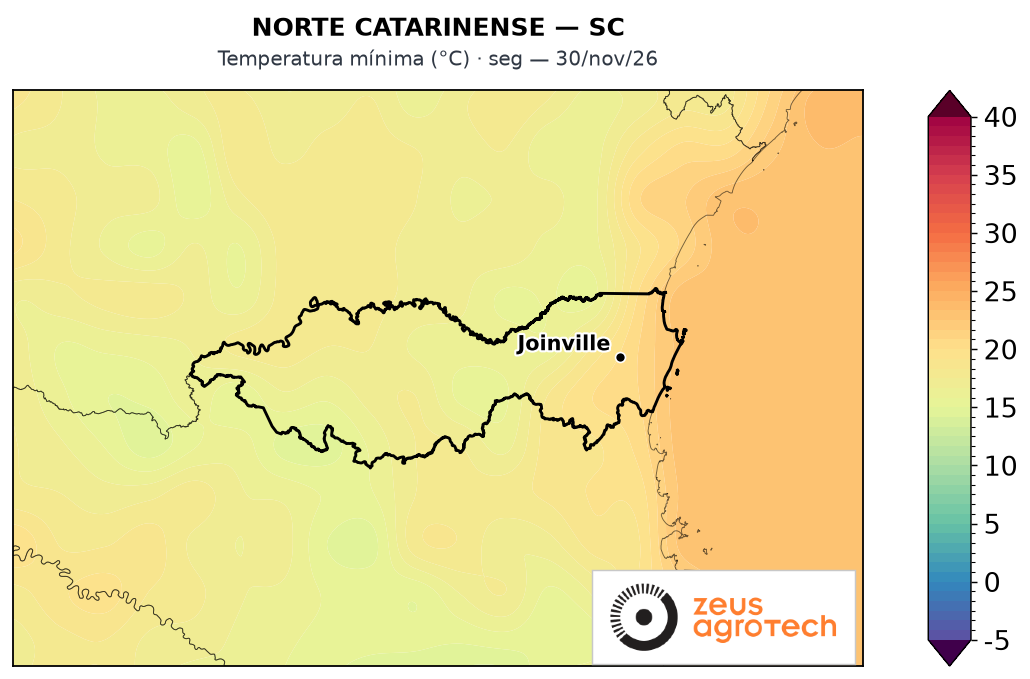 NORTE CATARINENSE — SC
Temperatura mínima (°C) · seg — 30/nov/26
Joinville
40
35
30
25
20
15
10
5
0
-5
zeus
agrotech